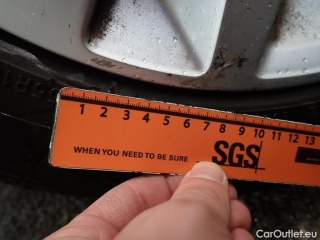 1 2 3 4 5 6 7 8 9 10 11 12 13
WHEN YOU NEED TO BE SURE
SGS
CarOutlet.eu